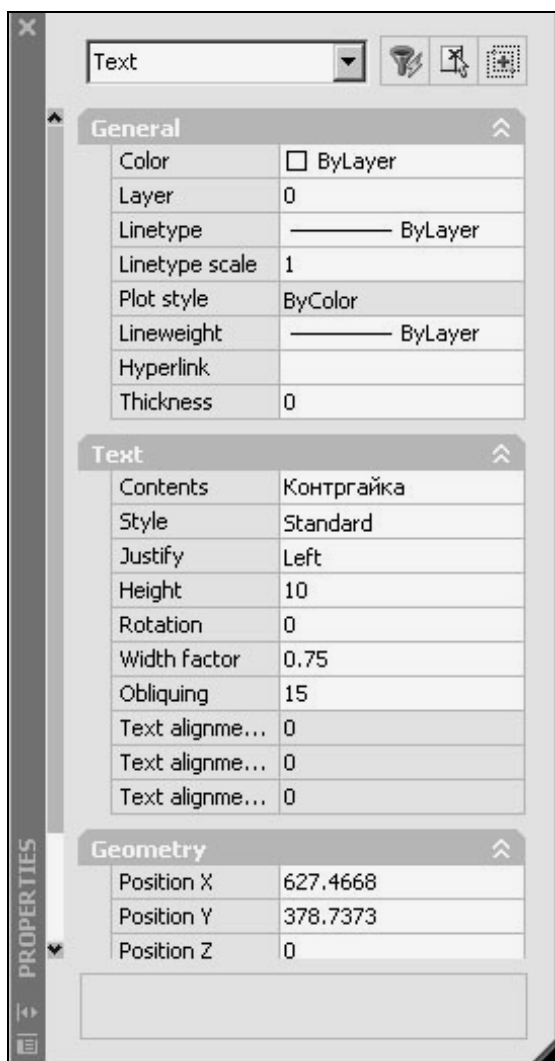 Text
General
Color ByLayer
Layer 0
Linetype ByLayer
Linetype scale 1
Plot style ByColor
Lineweight ByLayer
Hyperlink
Thickness 0
Text
Contents Контргайка
Style Standard
Justify Left
Height 10
Rotation 0
Width factor 0.75
Obliquing 15
Text alignme... 0
Text alignme... 0
Text alignme... 0
Geometry
Position X 627.4668
Position Y 378.7373
Position Z 0
PROPERTIES